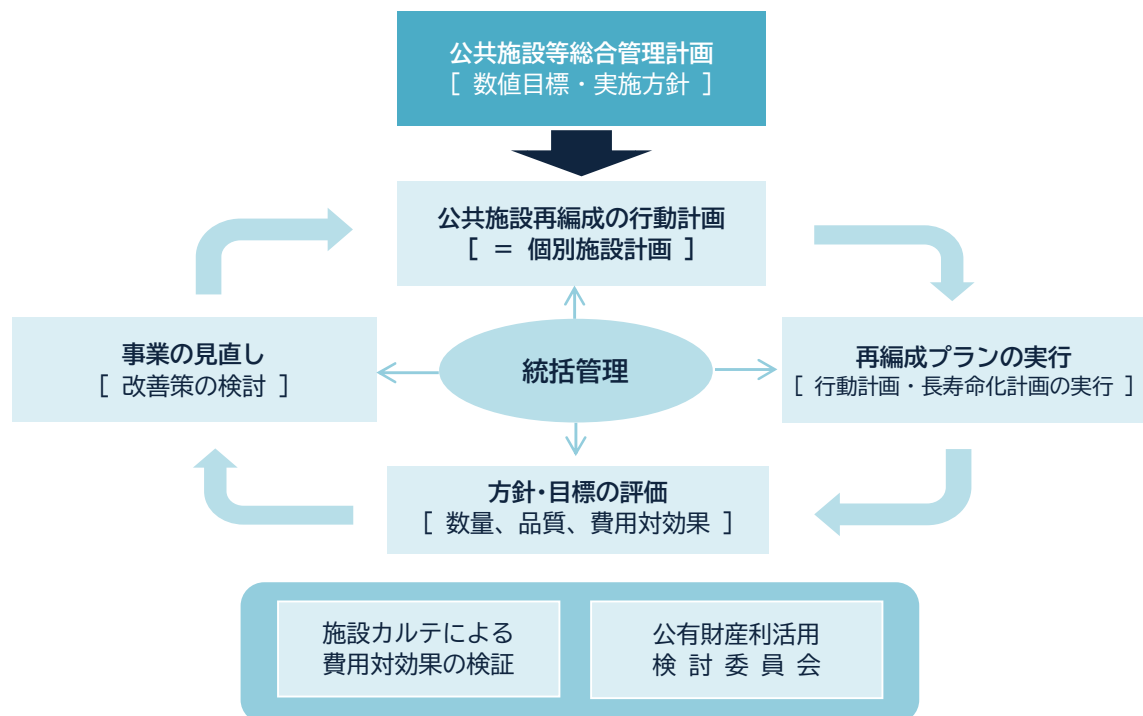 公共施設等総合管理計画
[ 数値目標・実施方針 ]
公共施設再編成の行動計画
[ ＝ 個別施設計画 ]
事業の見直し
[ 改善策の検討 ]
統括管理
再編成プランの実行
[ 行動計画・長寿命化計画の実行 ]
方針・目標の評価
[ 数量、品質、費用対効果 ]
施設カルテによる
費用対効果の検証
公有財産利活用
検 討 委 員 会